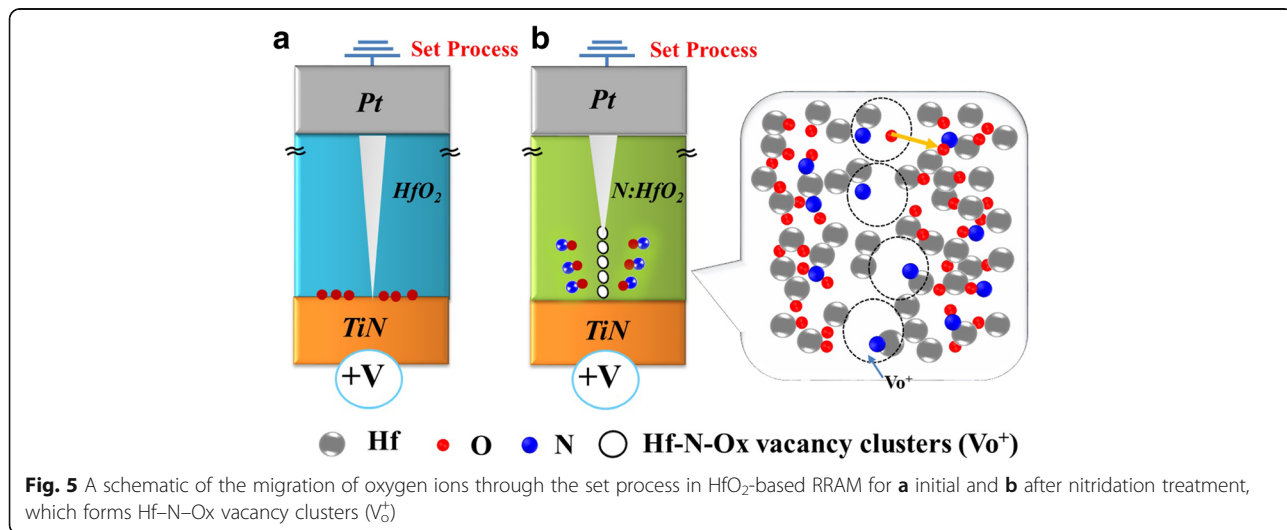 a
Set Process
Pt
HfO₂
TiN
+V
b
Set Process
Pt
N:HfO₂
TiN
+V
Vo⁺
Hf
O
N
Hf-N-Ox vacancy clusters (Vo⁺)
Fig. 5 A schematic of the migration of oxygen ions through the set process in HfO₂-based RRAM for a initial and b after nitridation treatment,
which forms Hf–N–Ox vacancy clusters (V₀⁺)